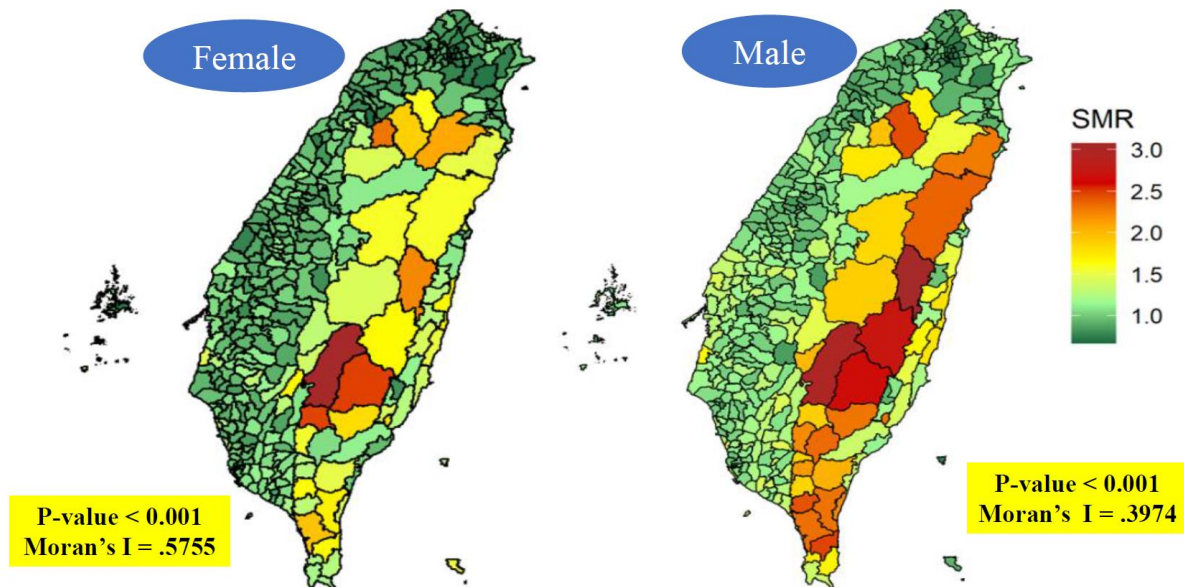 Female
Male
SMR
3.0
2.5
2.0
1.5
1.0
P-value < 0.001
Moran's I = .5755
P-value < 0.001
Moran's  I = .3974